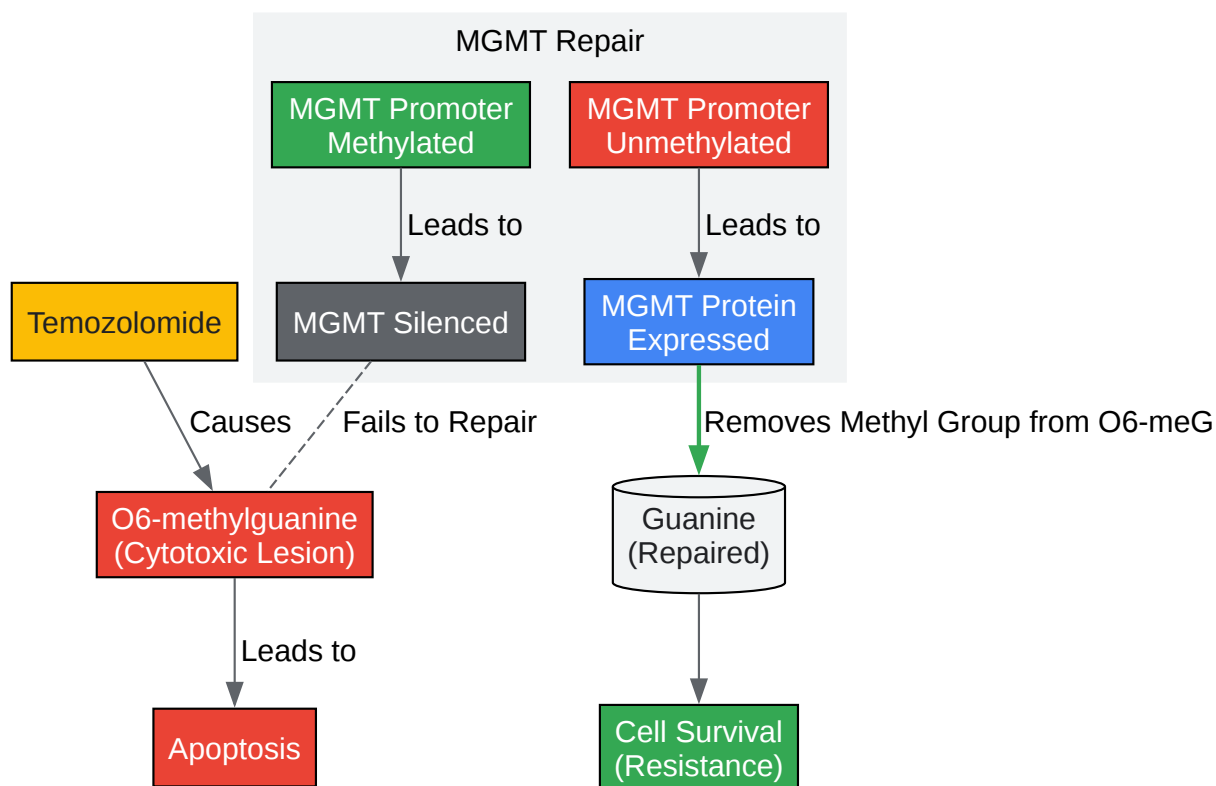 MGMT Repair
MGMT Promoter
Methylated
MGMT Promoter
Unmethylated
Leads to
Leads to
Temozolomide
MGMT Silenced
MGMT Protein
Expressed
Causes
Fails to Repair
Removes Methyl Group from O6-meG
O6-methylguanine
(Cytotoxic Lesion)
Guanine
(Repaired)
Leads to
Apoptosis
Cell Survival
(Resistance)